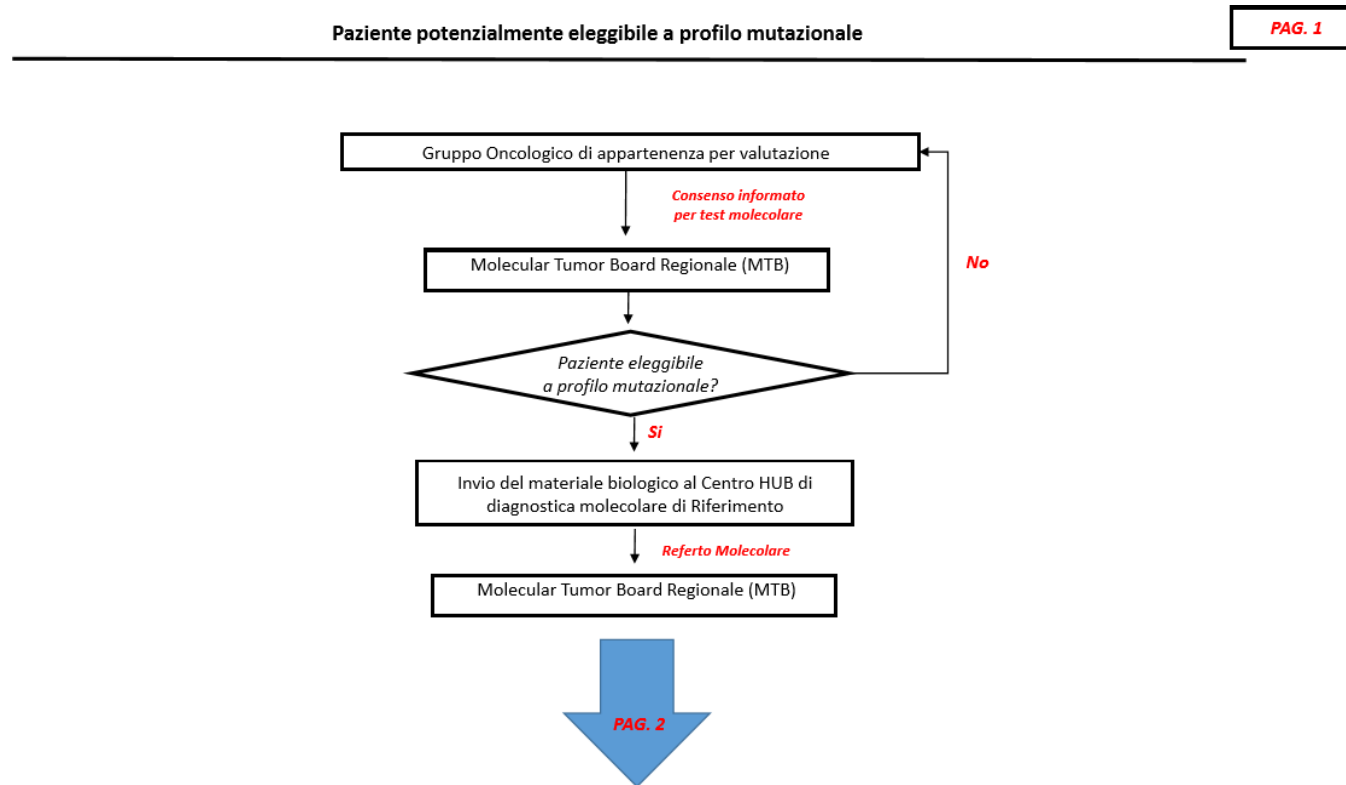 Paziente potenzialmente eleggibile a profilo mutazionale
PAG. 1
Gruppo Oncologico di appartenenza per valutazione
Consenso informato
per test molecolare
Molecular Tumor Board Regionale (MTB)
No
Paziente eleggibile
a profilo mutazionale?
Si
Invio del materiale biologico al Centro HUB di
diagnostica molecolare di Riferimento
Referto Molecolare
Molecular Tumor Board Regionale (MTB)
PAG. 2